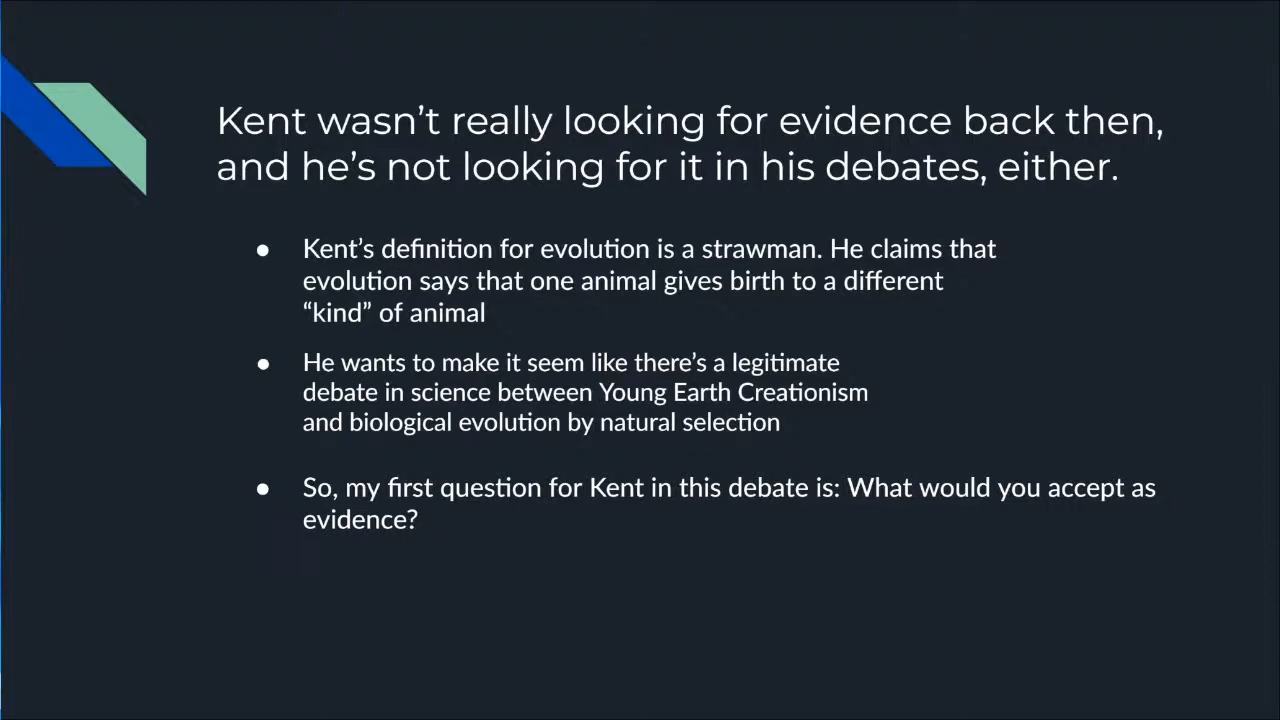 Kent wasn’t really looking for evidence back then,
and he’s not looking for it in his debates, either.
● Kent’s definition for evolution is a strawman. He claims that
evolution says that one animal gives birth to a different
“kind” of animal
● He wants to make it seem like there’s a legitimate
debate in science between Young Earth Creationism
and biological evolution by natural selection
● So, my first question for Kent in this debate is: What would you accept as
evidence?